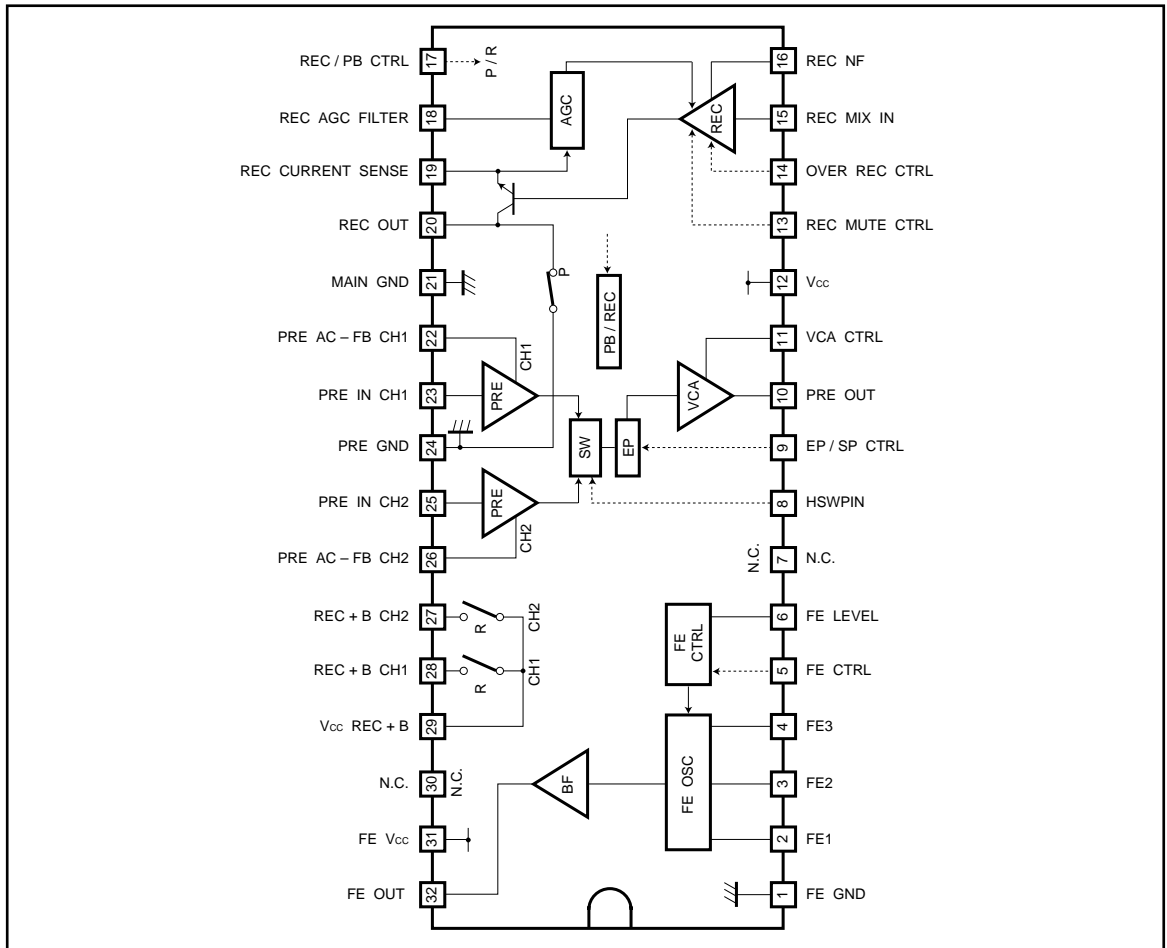 REC / PB CTRL 17 P / R
REC AGC FILTER 18
REC CURRENT SENSE 19
REC OUT 20
MAIN GND 21
PRE AC – FB CH1 22
PRE IN CH1 23
PRE GND 24
PRE IN CH2 25
PRE AC – FB CH2 26
REC + B CH2 27
REC + B CH1 28
Vcc REC + B 29
N.C. 30 N.C.
FE Vcc 31
FE OUT 32
AGC
REC
P
PB / REC
CH1
PRE
SW
EP
VCA
PRE
CH2
R
CH2
R
CH1
FE CTRL
FE OSC
BF
16 REC NF
15 REC MIX IN
14 OVER REC CTRL
13 REC MUTE CTRL
12 Vcc
11 VCA CTRL
10 PRE OUT
9 EP / SP CTRL
8 HSWPIN
N.C. 7 N.C.
6 FE LEVEL
5 FE CTRL
4 FE3
3 FE2
2 FE1
1 FE GND